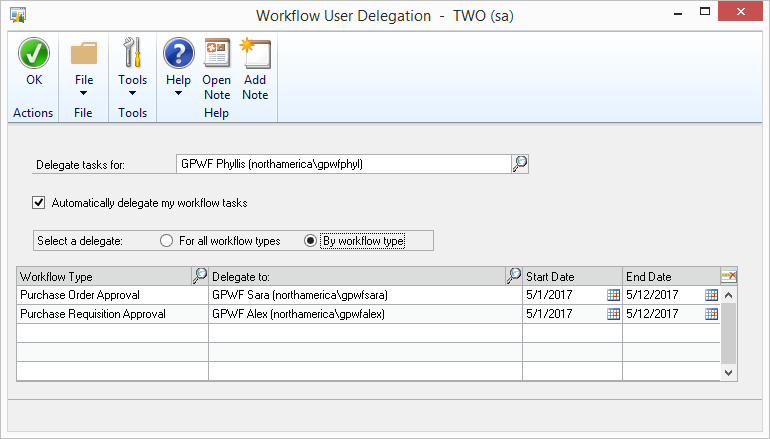 Workflow User Delegation - TWO (sa)
OK
File
Tools
Help
Open Note
Add Note
Actions
File
Tools
Help
Delegate tasks for:
GPWF Phyllis (northamerica\gpwfphyl)
Automatically delegate my workflow tasks
Select a delegate:
For all workflow types
By workflow type
Workflow Type
Delegate to:
Start Date
End Date
Purchase Order Approval
GPWF Sara (northamerica\gpwfsara)
5/1/2017
5/12/2017
Purchase Requisition Approval
GPWF Alex (northamerica\gpwfalex)
5/1/2017
5/12/2017